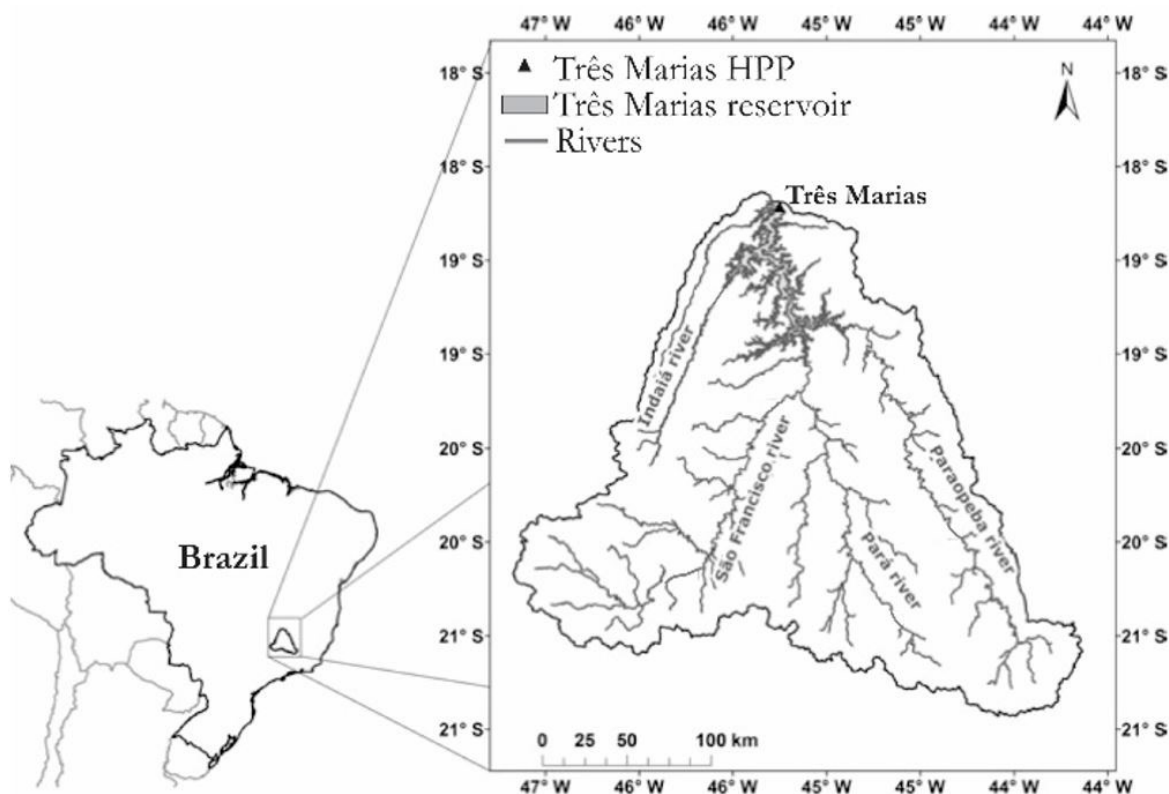 47° W 46° W 46° W 45° W 45° W 44° W 44° W
Três Marias HPP
Três Marias reservoir
Rivers
N
18° S 18° S
18° S 18° S
Três Marias
19° S 19° S
19° S 19° S
Indaiá river
São Francisco river
Pará river
Paraopeba river
20° S 20° S
20° S 20° S
Brazil
21° S 21° S
21° S 21° S
0 25 50 100 km
47° W 46° W 46° W 45° W 45° W 44° W 44° W